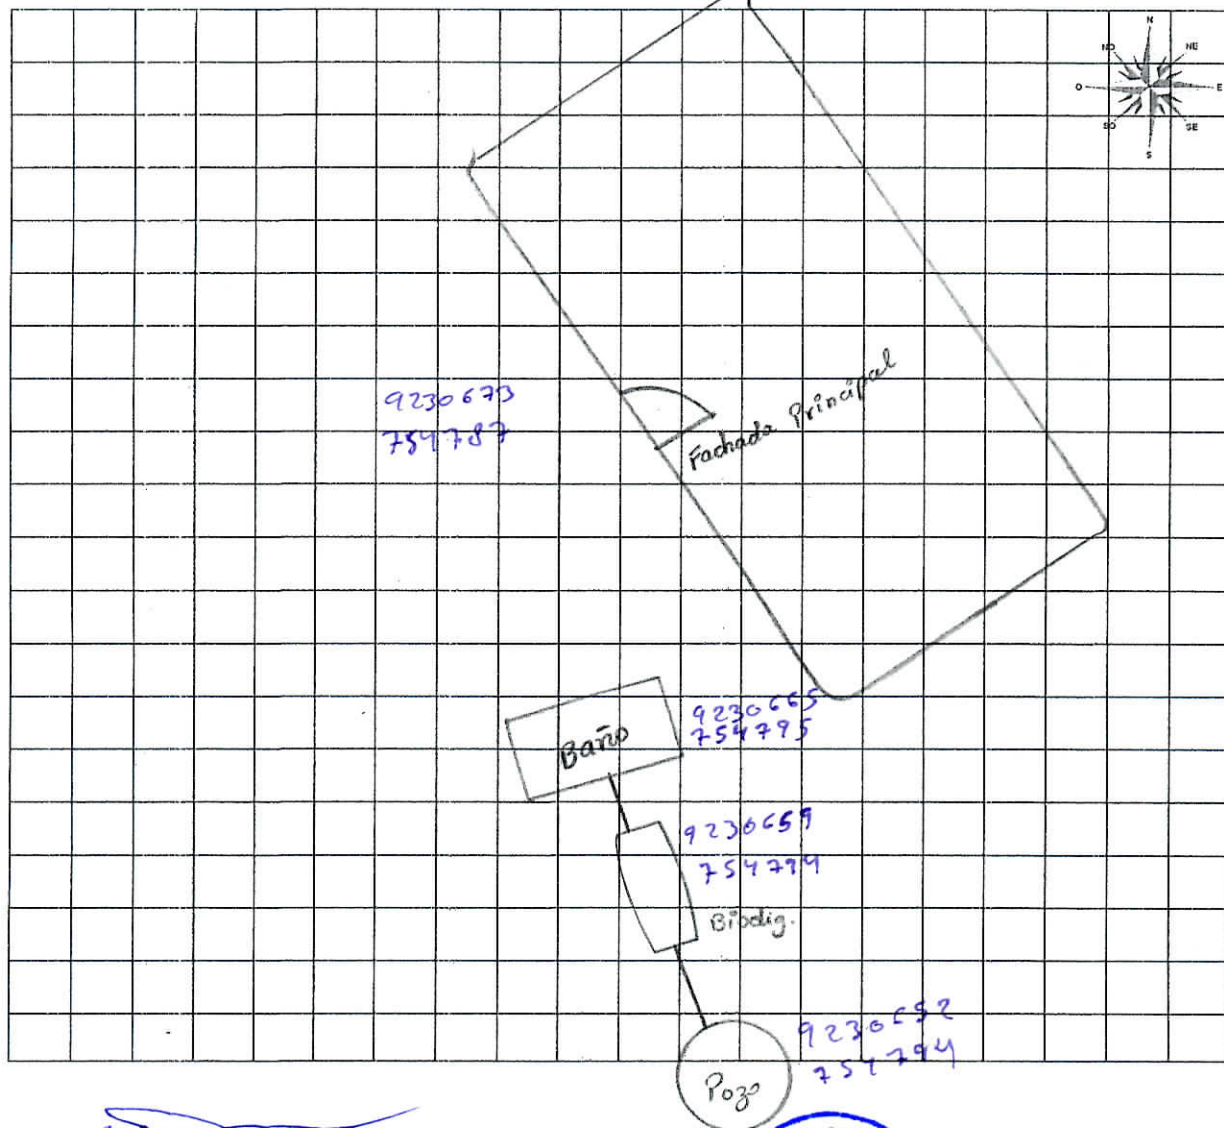 N
NO NE
O E
SO SE
S
9230673
754787
Fachada Principal
9230665
754795
Baño
9230659
754794
Biodig.
9230652
754794
Pozo